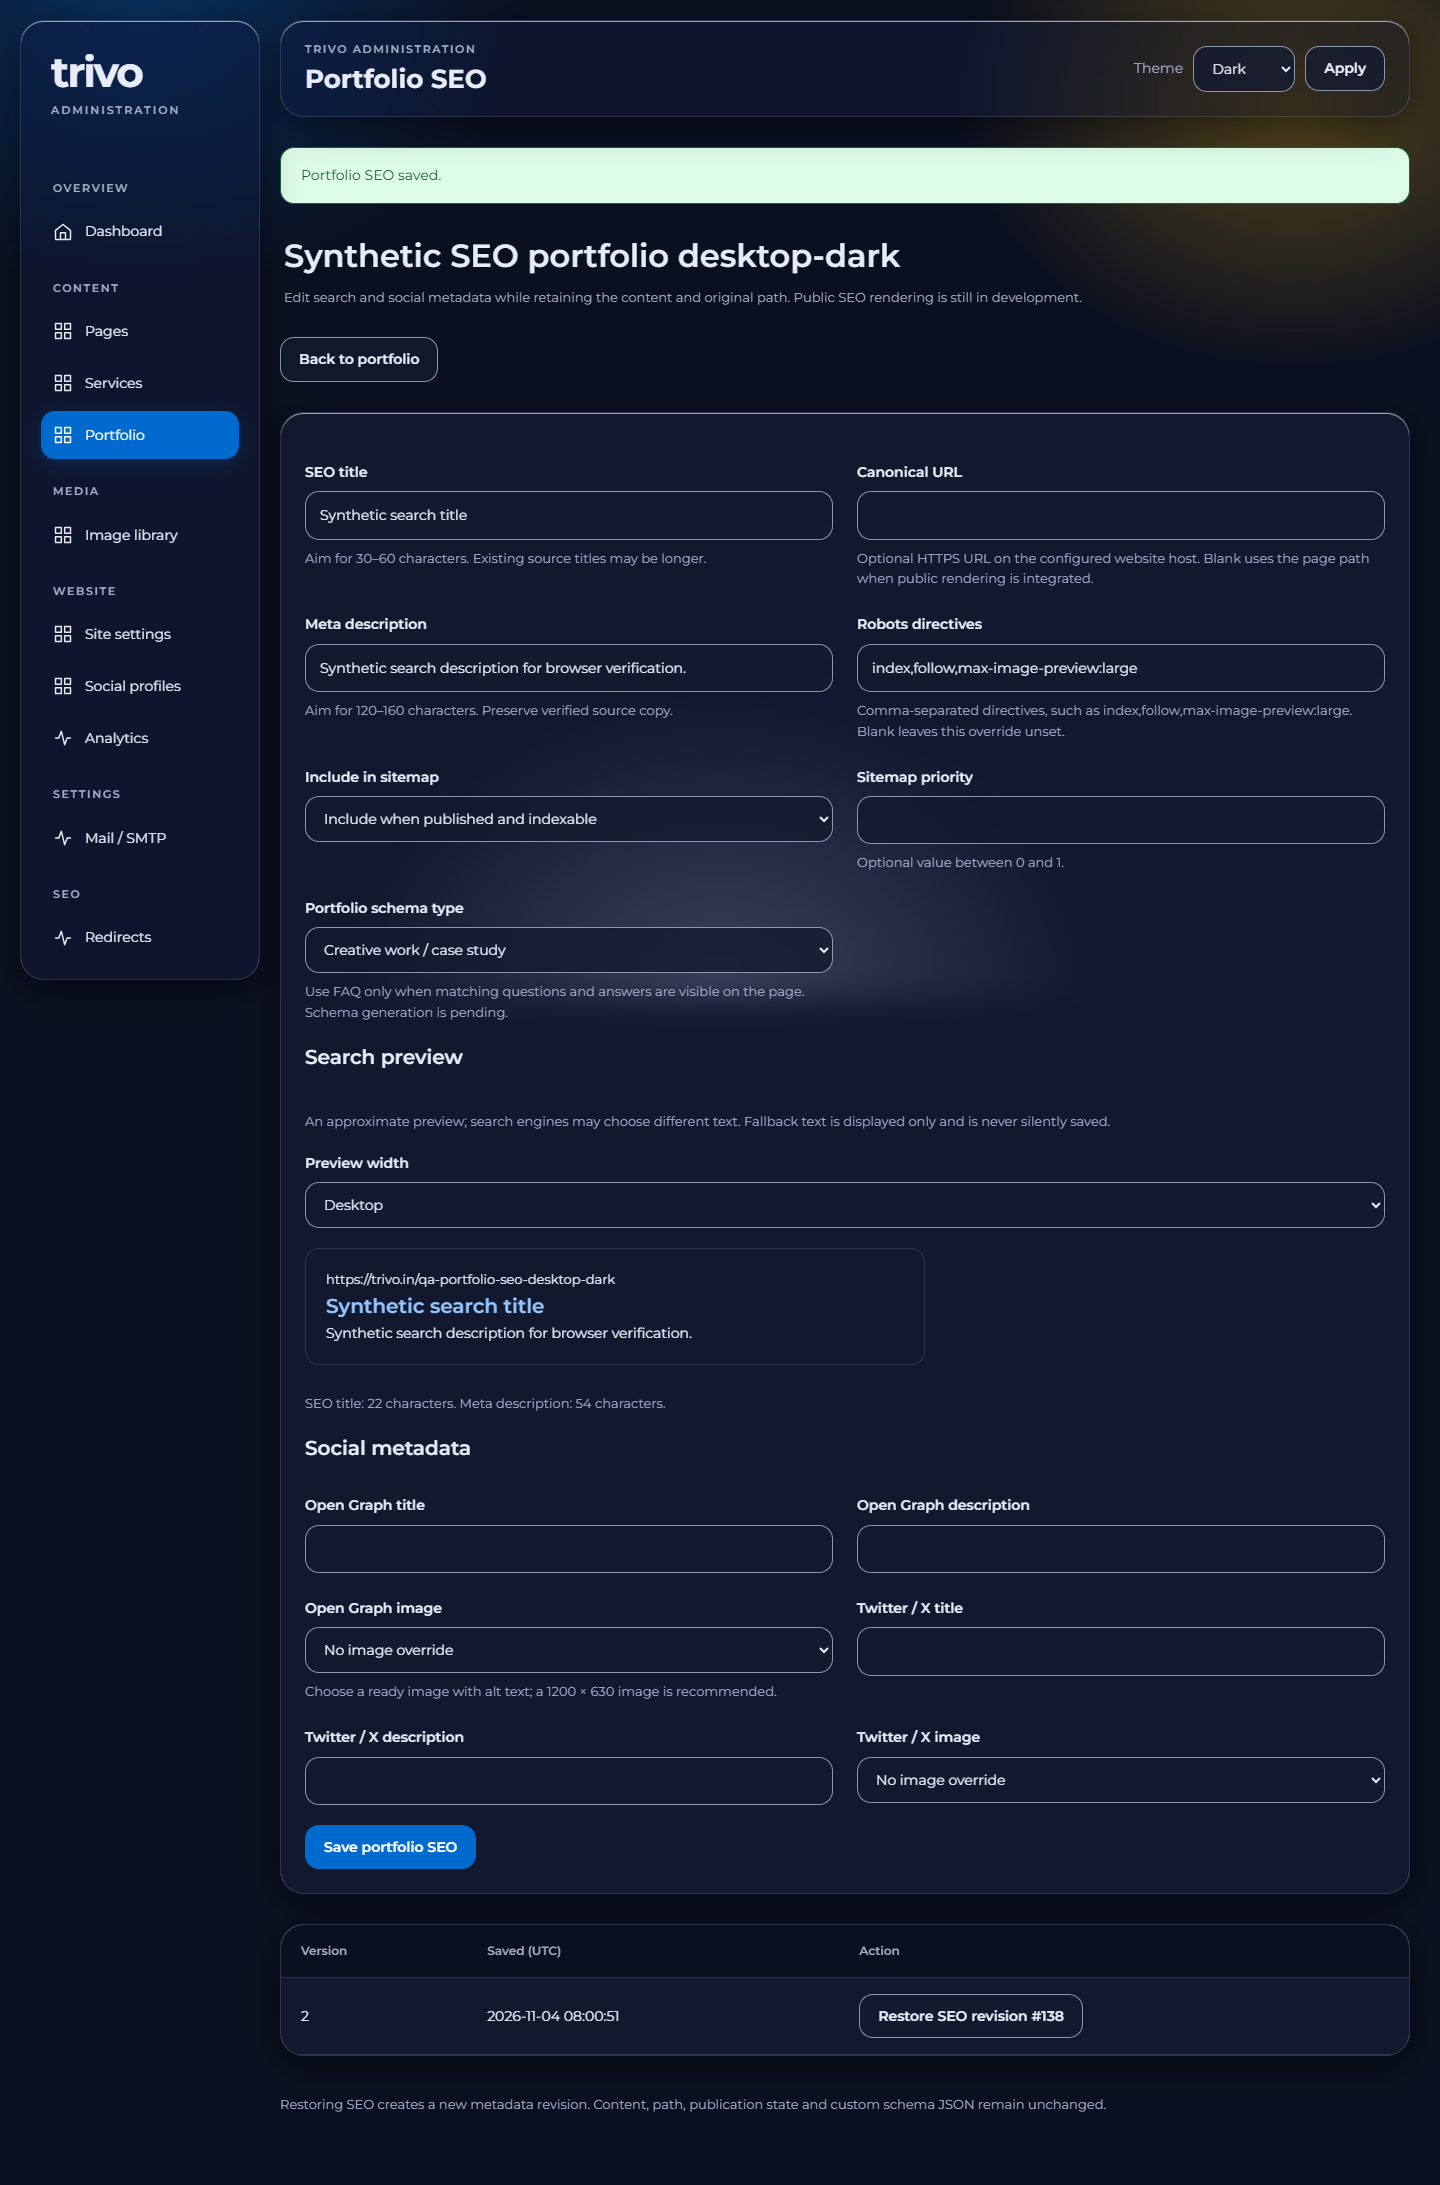 trivo
ADMINISTRATION
OVERVIEW
Dashboard
CONTENT
Pages
Services
Portfolio
MEDIA
Image library
WEBSITE
Site settings
Social profiles
Analytics
SETTINGS
Mail / SMTP
SEO
Redirects
TRIVO ADMINISTRATION
Portfolio SEO
Theme
Dark
Apply
Portfolio SEO saved.
Synthetic SEO portfolio desktop-dark
Edit search and social metadata while retaining the content and original path. Public SEO rendering is still in development.
Back to portfolio
SEO title
Synthetic search title
Aim for 30–60 characters. Existing source titles may be longer.
Canonical URL
Optional HTTPS URL on the configured website host. Blank uses the page path
when public rendering is integrated.
Meta description
Synthetic search description for browser verification.
Aim for 120–160 characters. Preserve verified source copy.
Robots directives
index,follow,max-image-preview:large
Comma-separated directives, such as index,follow,max-image-preview:large.
Blank leaves this override unset.
Include in sitemap
Include when published and indexable
Sitemap priority
Optional value between 0 and 1.
Portfolio schema type
Creative work / case study
Use FAQ only when matching questions and answers are visible on the page.
Schema generation is pending.
Search preview
An approximate preview; search engines may choose different text. Fallback text is displayed only and is never silently saved.
Preview width
Desktop
https://trivo.in/qa-portfolio-seo-desktop-dark
Synthetic search title
Synthetic search description for browser verification.
SEO title: 22 characters. Meta description: 54 characters.
Social metadata
Open Graph title
Open Graph description
Open Graph image
No image override
Choose a ready image with alt text; a 1200 × 630 image is recommended.
Twitter / X title
Twitter / X description
Twitter / X image
No image override
Save portfolio SEO
Version
Saved (UTC)
Action
2
2026-11-04 08:00:51
Restore SEO revision #138
Restoring SEO creates a new metadata revision. Content, path, publication state and custom schema JSON remain unchanged.